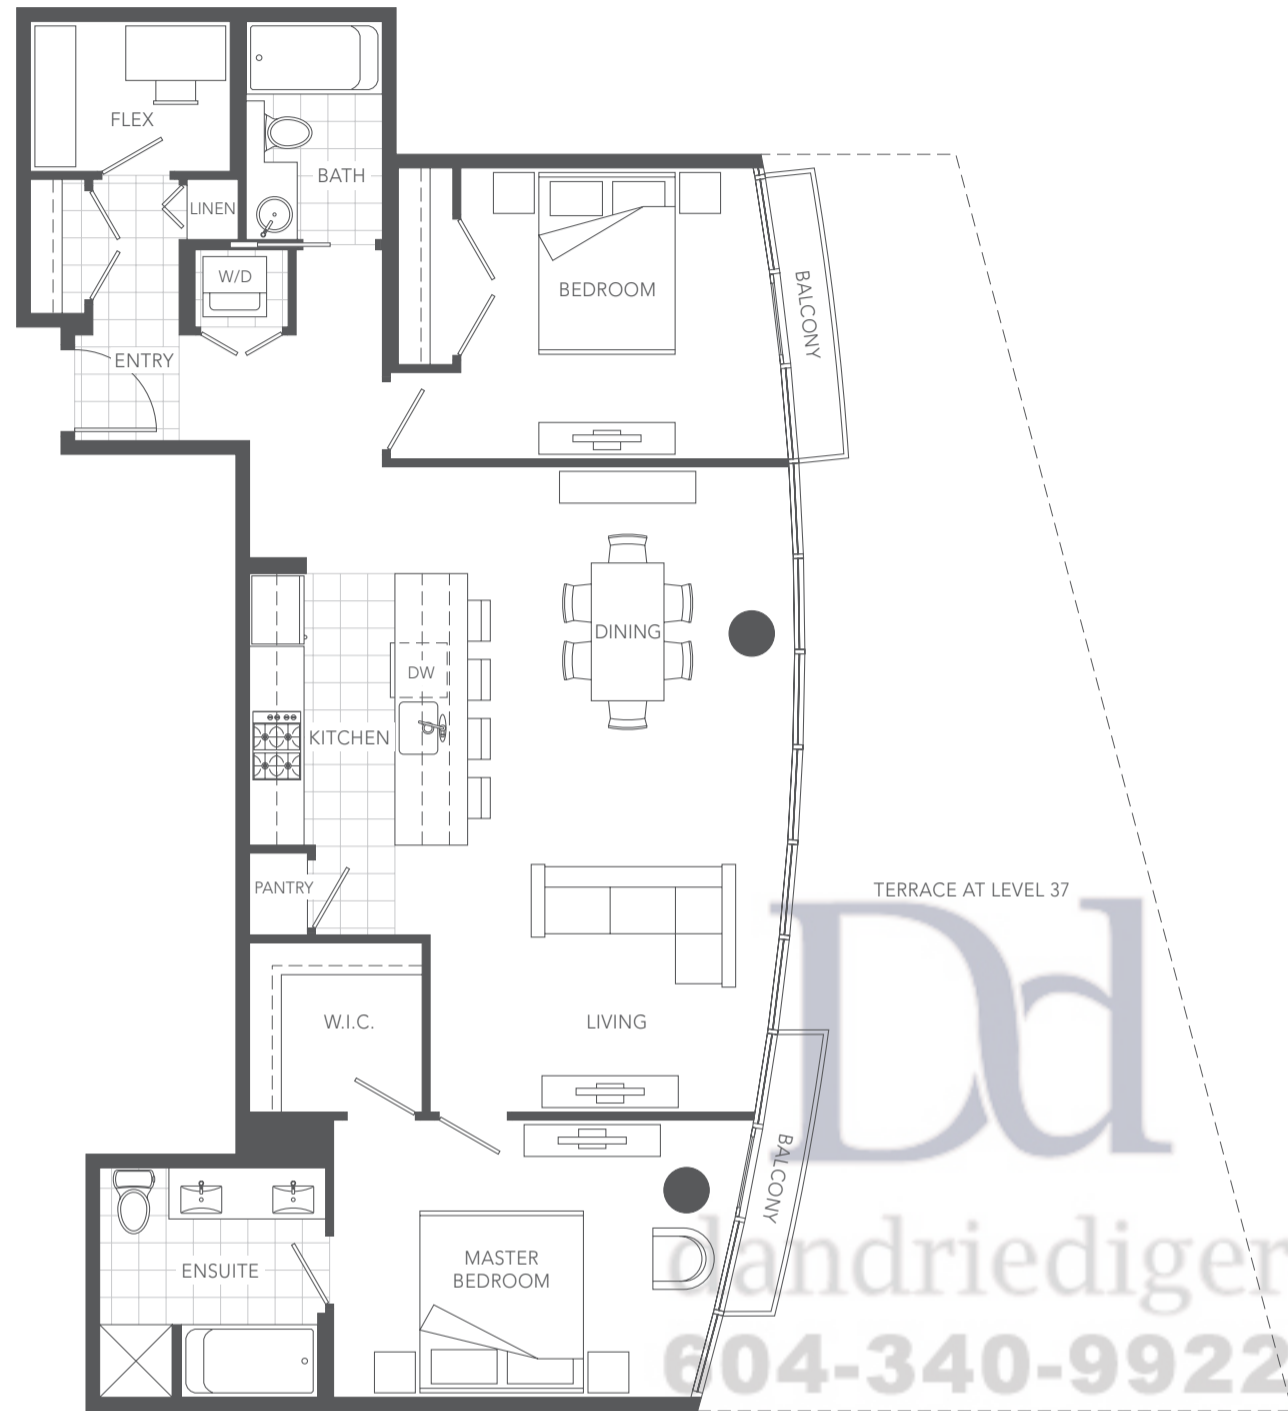 FLEX
BATH
LINEN
W/D
BEDROOM
BALCONY
ENTRY
DINING
DW
KITCHEN
PANTRY
TERRACE AT LEVEL 37
W.I.C.
LIVING
BALCONY
ENSUITE
MASTER
BEDROOM
Dd
dandriediger
604-340-9922